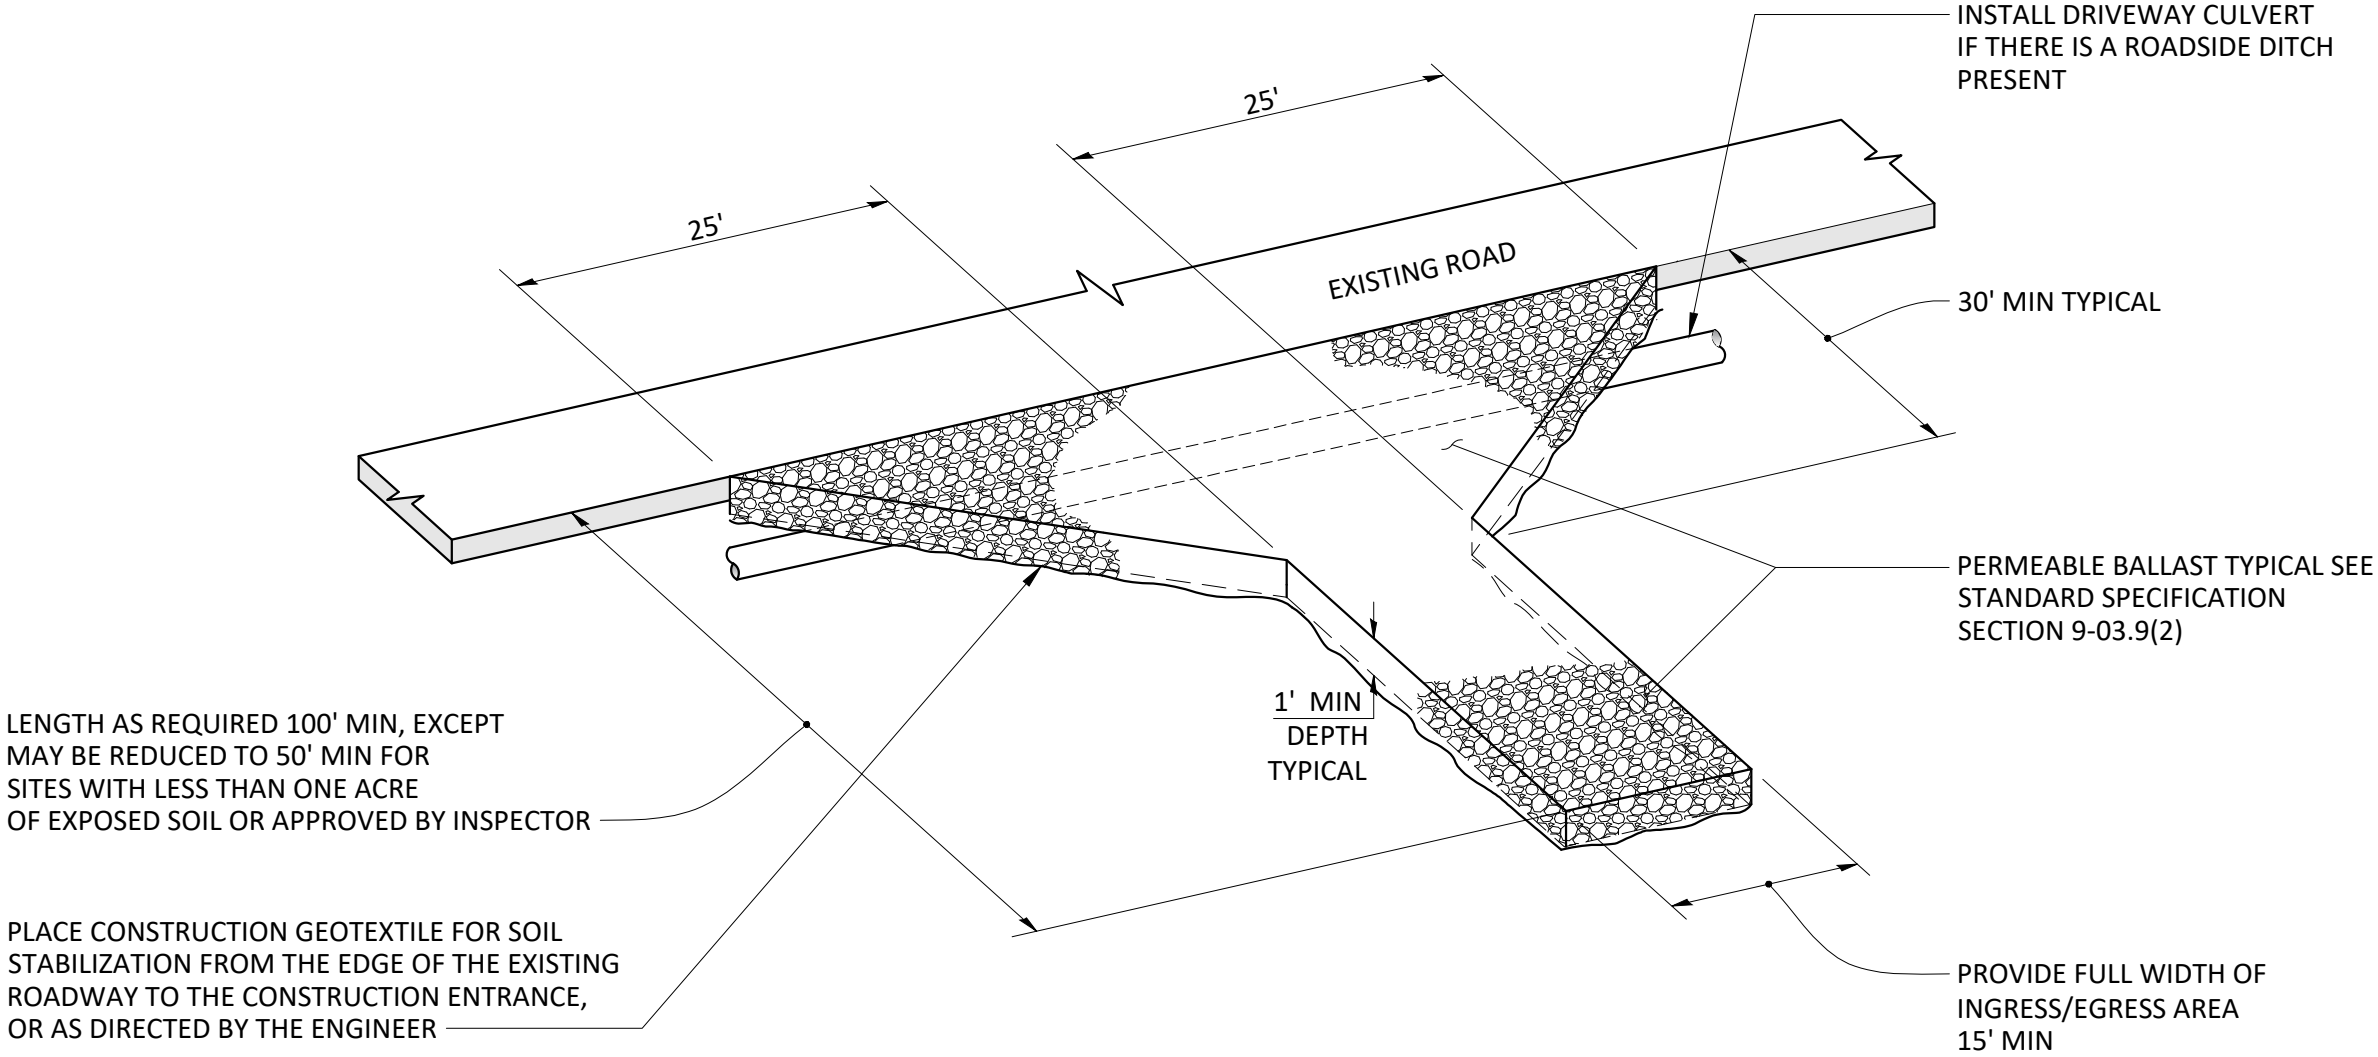 INSTALL DRIVEWAY CULVERT
IF THERE IS A ROADSIDE DITCH
PRESENT
25'
25'
EXISTING ROAD
30' MIN TYPICAL
PERMEABLE BALLAST TYPICAL SEE
STANDARD SPECIFICATION
SECTION 9-03.9(2)
1' MIN
DEPTH
TYPICAL
LENGTH AS REQUIRED 100' MIN, EXCEPT
MAY BE REDUCED TO 50' MIN FOR
SITES WITH LESS THAN ONE ACRE
OF EXPOSED SOIL OR APPROVED BY INSPECTOR
PLACE CONSTRUCTION GEOTEXTILE FOR SOIL
STABILIZATION FROM THE EDGE OF THE EXISTING
ROADWAY TO THE CONSTRUCTION ENTRANCE,
OR AS DIRECTED BY THE ENGINEER
PROVIDE FULL WIDTH OF
INGRESS/EGRESS AREA
15' MIN